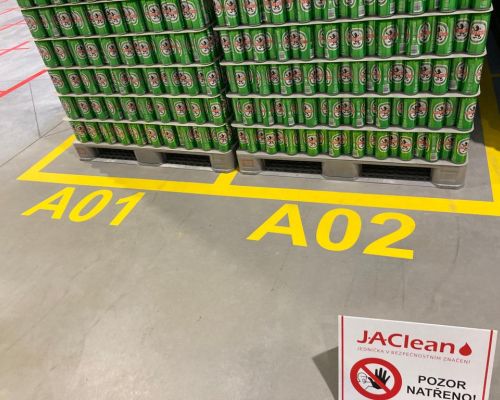 A01 A02
JAClean
JEDNIČKA V BEZPEČNOSTNÍM ZNAČENÍ
POZOR
NATŘENO!